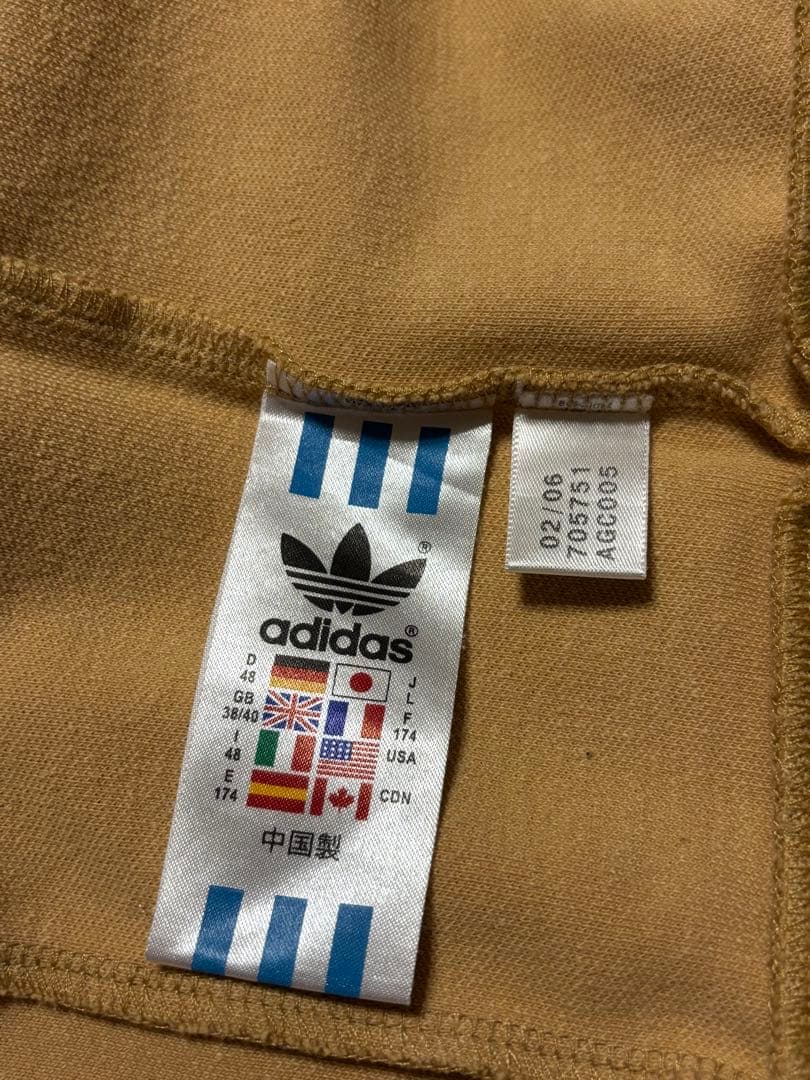 ®
adidas®
D
48
J
L
GB
38/40
F
174
I
48
USA
E
174
CDN
中国製
02/06
705751
AGC005